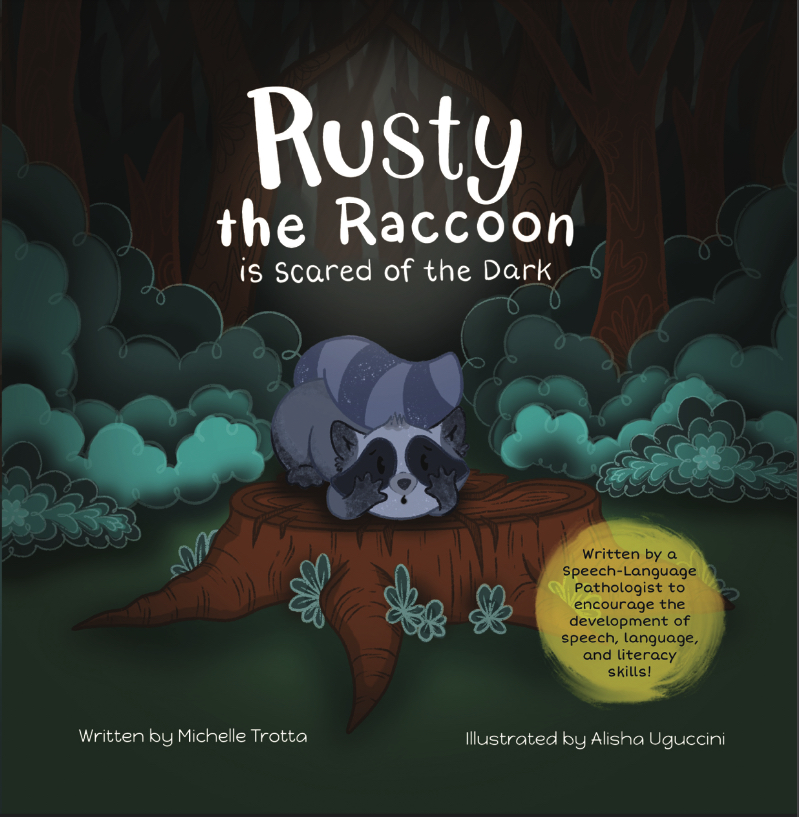 Rusty
the Raccoon
is Scared of the Dark
Written by a
Speech-Language
Pathologist to
encourage the
development of
speech, language,
and literacy
skills!
Written by Michelle Trotta
Illustrated by Alisha Uguccini